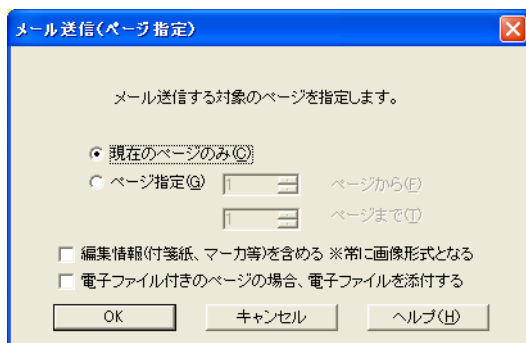 メール送信(ページ指定)
メール送信する対象のページを指定します。
現在のページのみ(C)
ページ指定(G) 1 ページから(F)
1 ページまで(T)
編集情報(付箋紙、マーカ等)を含める ※常に画像形式となる
電子ファイル付きのページの場合、電子ファイルを添付する
OK キャンセル ヘルプ(H)